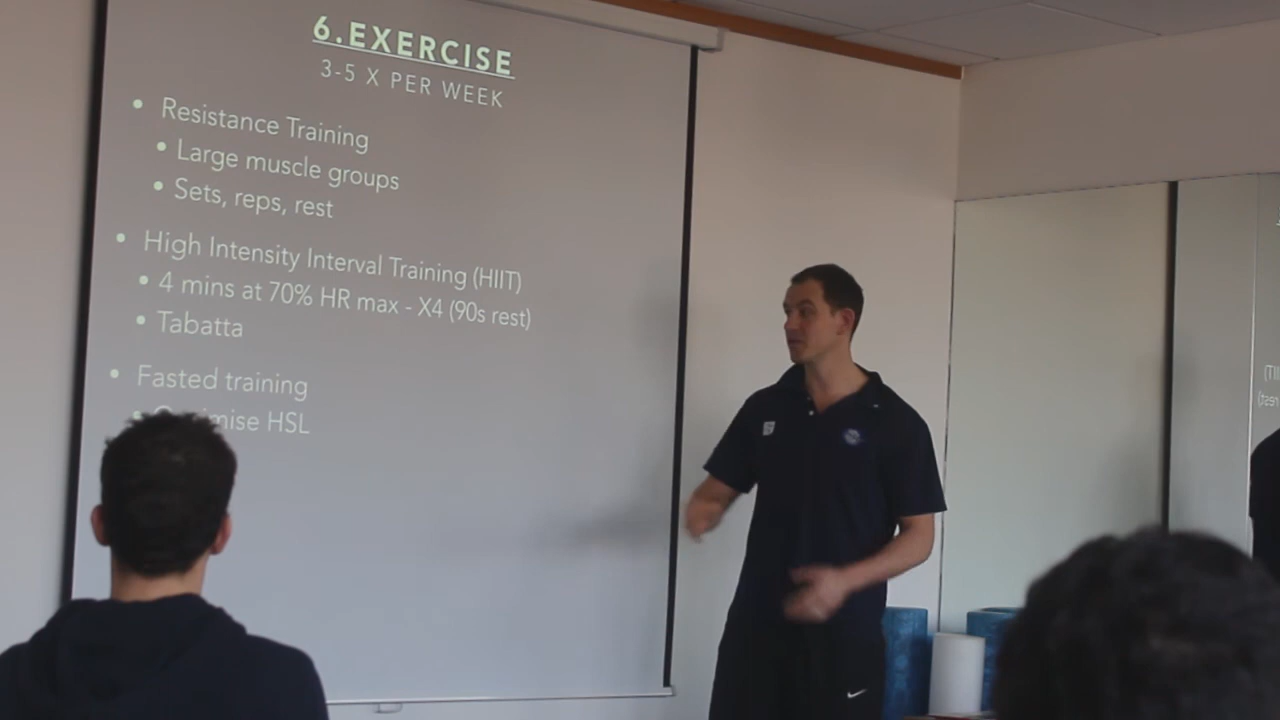 6.EXERCISE
3-5 X PER WEEK
• Resistance Training
• Large muscle groups
• Sets, reps, rest
• High Intensity Interval Training (HIIT)
• 4 mins at 70% HR max - X4 (90s rest)
• Tabatta
• Fasted training
HSL